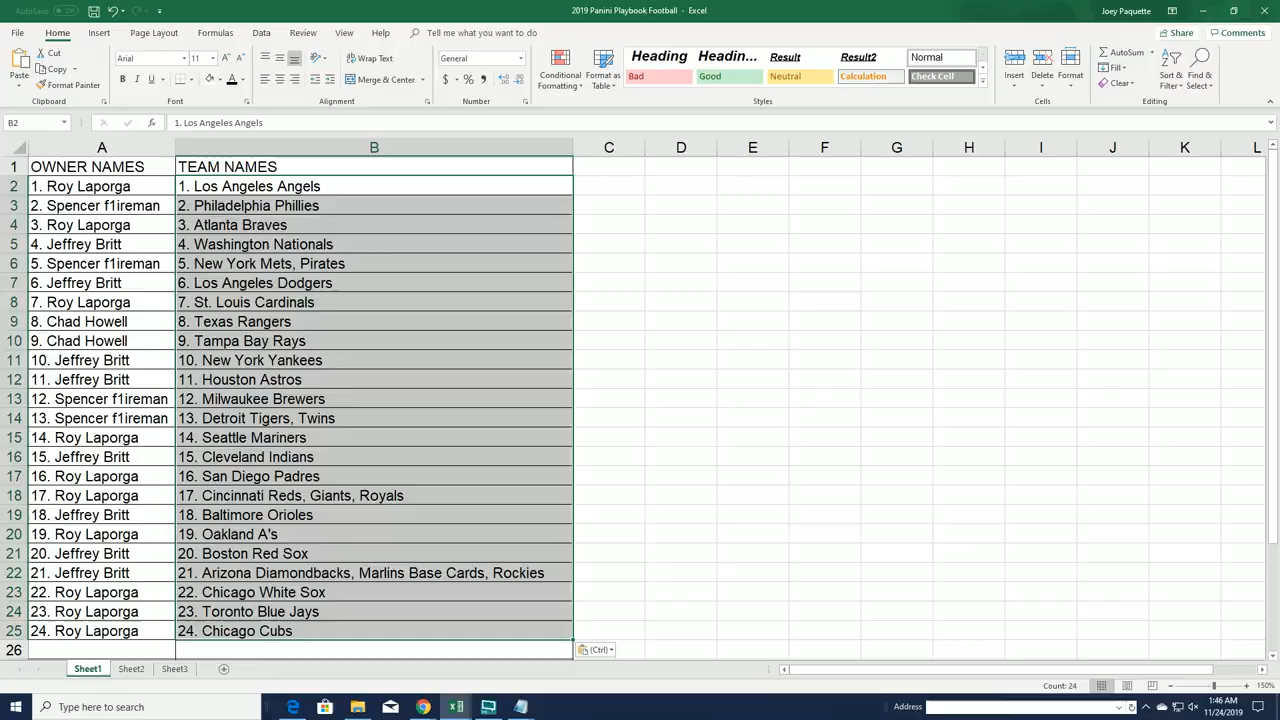 AutoSave Off 2019 Panini Playbook Football - Excel Joey Paquette
File Home Insert Page Layout Formulas Data Review View Help Tell me what you want to do Share Comments
Paste Cut Copy Format Painter Clipboard
Arial 11 B I U Font
Wrap Text Merge & Center Alignment
General $ % Number
Conditional Formatting Format as Table
Heading Headin... Result Result2 Normal
Bad Good Neutral Calculation Check Cell
Styles
Insert Delete Format Cells
AutoSum Fill Clear Sort & Filter Find & Select Editing
B2 fx 1. Los Angeles Angels
A B C D E F G H I J K L
1 OWNER NAMES TEAM NAMES
2 1. Roy Laporga 1. Los Angeles Angels
3 2. Spencer f1ireman 2. Philadelphia Phillies
4 3. Roy Laporga 3. Atlanta Braves
5 4. Jeffrey Britt 4. Washington Nationals
6 5. Spencer f1ireman 5. New York Mets, Pirates
7 6. Jeffrey Britt 6. Los Angeles Dodgers
8 7. Roy Laporga 7. St. Louis Cardinals
9 8. Chad Howell 8. Texas Rangers
10 9. Chad Howell 9. Tampa Bay Rays
11 10. Jeffrey Britt 10. New York Yankees
12 11. Jeffrey Britt 11. Houston Astros
13 12. Spencer f1ireman 12. Milwaukee Brewers
14 13. Spencer f1ireman 13. Detroit Tigers, Twins
15 14. Roy Laporga 14. Seattle Mariners
16 15. Jeffrey Britt 15. Cleveland Indians
17 16. Roy Laporga 16. San Diego Padres
18 17. Roy Laporga 17. Cincinnati Reds, Giants, Royals
19 18. Jeffrey Britt 18. Baltimore Orioles
20 19. Roy Laporga 19. Oakland A's
21 20. Jeffrey Britt 20. Boston Red Sox
22 21. Jeffrey Britt 21. Arizona Diamondbacks, Marlins Base Cards, Rockies
23 22. Roy Laporga 22. Chicago White Sox
24 23. Roy Laporga 23. Toronto Blue Jays
25 24. Roy Laporga 24. Chicago Cubs
26
(Ctrl)
Sheet1 Sheet2 Sheet3
Count: 24 150%
Type here to search Address 1:46 AM
11/24/2019